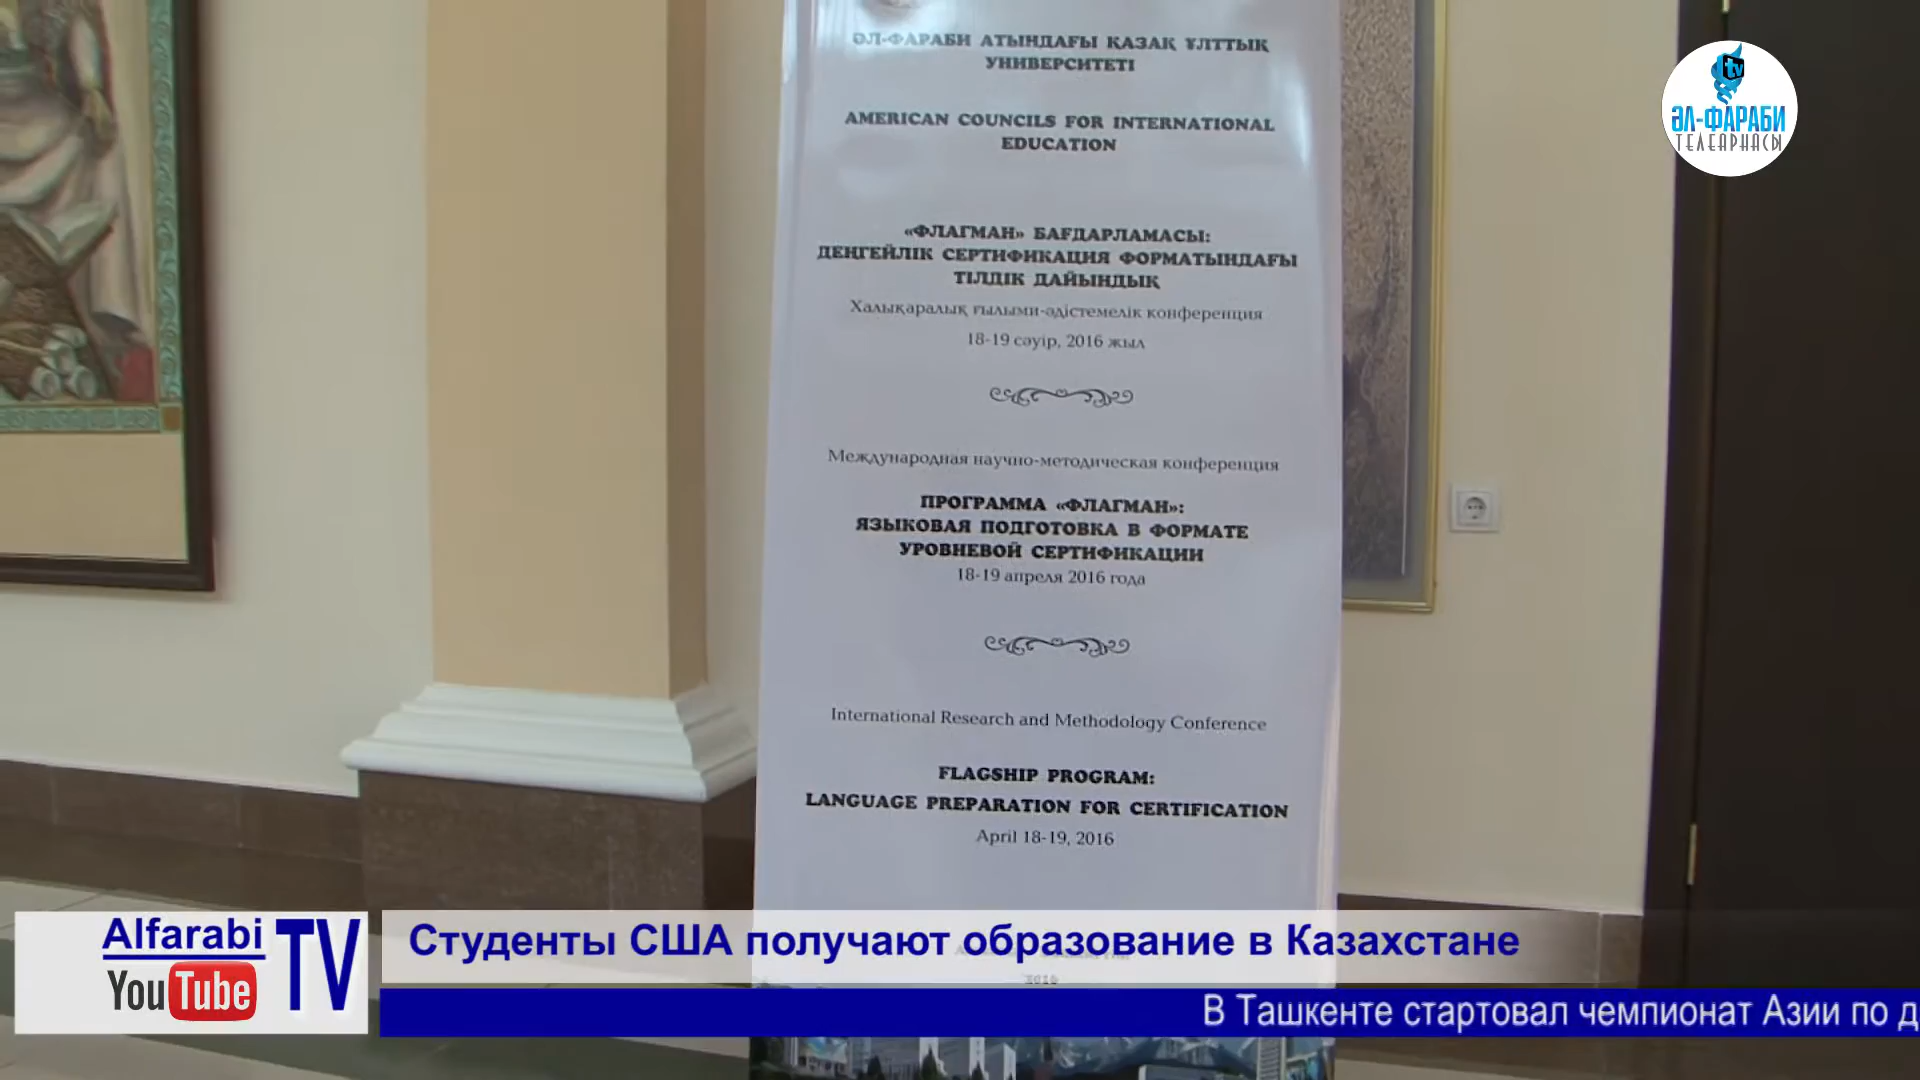 ӘЛ-ФАРАБИ АТЫНДАҒЫ ҚАЗАҚ ҰЛТТЫҚ
УНИВЕРСИТЕТІ
AMERICAN COUNCILS FOR INTERNATIONAL
EDUCATION
«ФЛАГМАН» БАҒДАРЛАМАСЫ:
ДЕҢГЕЙЛІК СЕРТИФИКАЦИЯ ФОРМАТЫНДАҒЫ
ТІЛДІК ДАЙЫНДЫҚ
Халықаралық ғылыми-әдістемелік конференция
18-19 сәуір, 2016 жыл
Международная научно-методическая конференция
ПРОГРАММА «ФЛАГМАН»:
ЯЗЫКОВАЯ ПОДГОТОВКА В ФОРМАТЕ
УРОВНЕВОЙ СЕРТИФИКАЦИИ
18-19 апреля 2016 года
International Research and Methodology Conference
FLAGSHIP PROGRAM:
LANGUAGE PREPARATION FOR CERTIFICATION
April 18-19, 2016
2016
tv
ӘЛ-ФАРАБИ
ТЕЛЕАРНАСЫ
Alfarabi
YouTube
TV
Студенты США получают образование в Казахстане
В Ташкенте стартовал чемпионат Азии по д